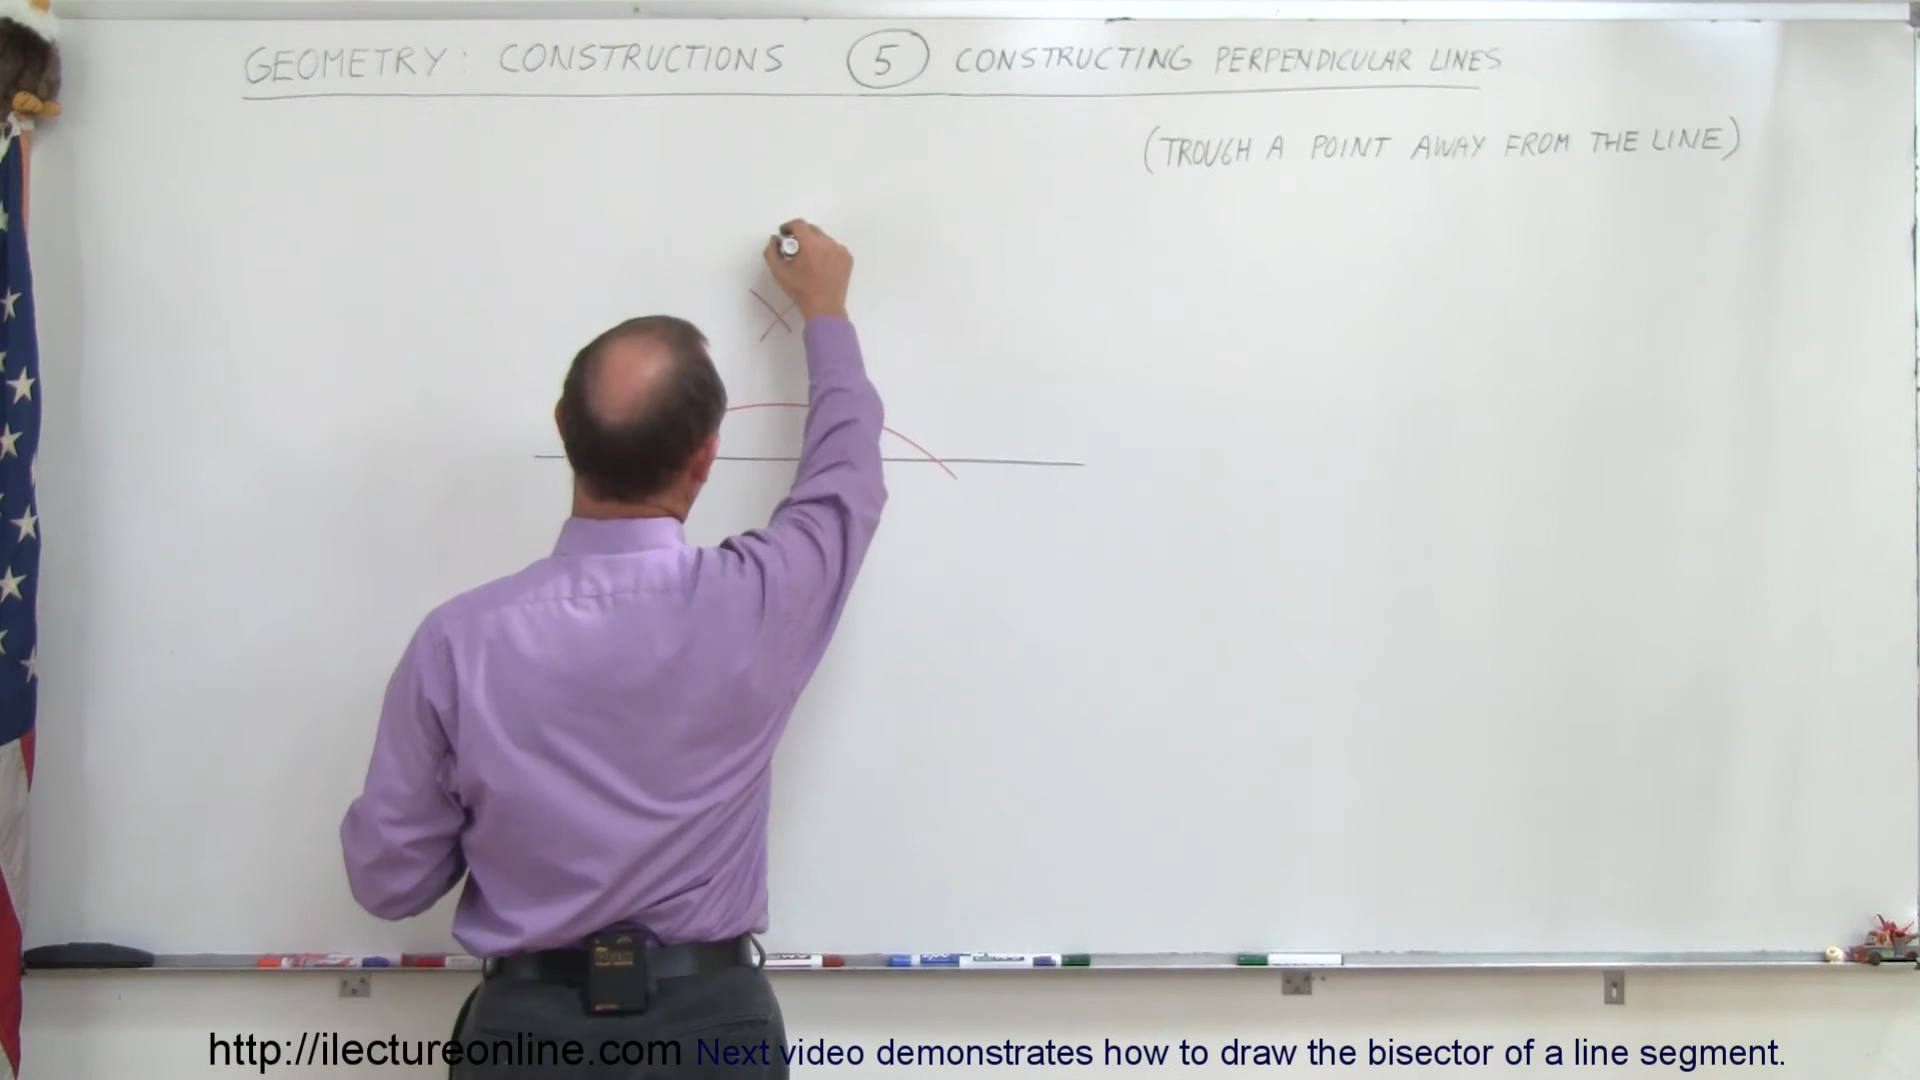 GEOMETRY: CONSTRUCTIONS 5 CONSTRUCTING PERPENDICULAR LINES
(TROUGH A POINT AWAY FROM THE LINE)
http://ilectureonline.com Next video demonstrates how to draw the bisector of a line segment.